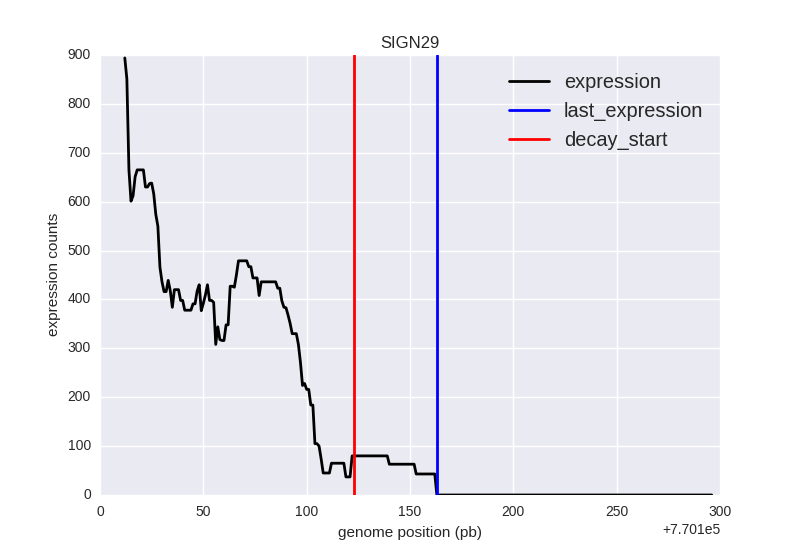 SIGN29
900
800
700
600
500
400
300
200
100
0
expression counts
expression
last_expression
decay_start
0 50 100 150 200 250 300
genome position (pb)
+7.701e5